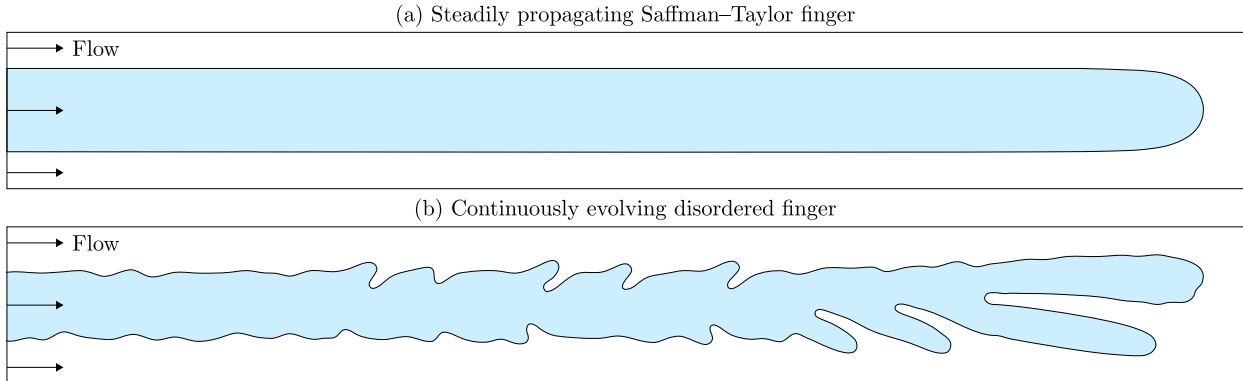 (a) Steadily propagating Saffman–Taylor finger
Flow
(b) Continuously evolving disordered finger
Flow